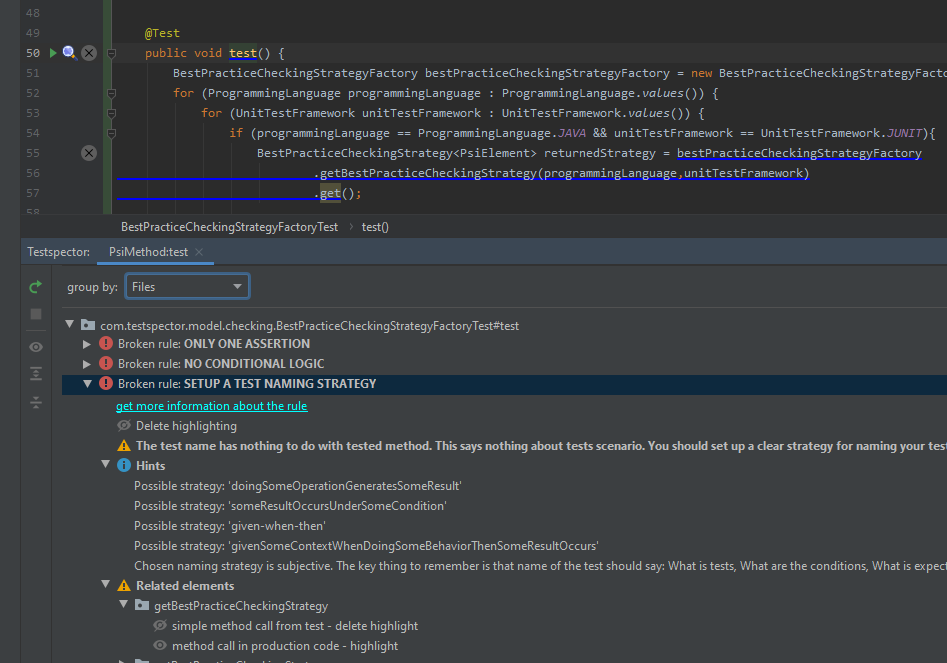 48
49 @Test
50 public void test() {
51 BestPracticeCheckingStrategyFactory bestPracticeCheckingStrategyFactory = new BestPracticeCheckingStrategyFacto
52 for (ProgrammingLanguage programmingLanguage : ProgrammingLanguage.values()) {
53 for (UnitTestFramework unitTestFramework : UnitTestFramework.values()) {
54 if (programmingLanguage == ProgrammingLanguage.JAVA && unitTestFramework == UnitTestFramework.JUNIT){
55 BestPracticeCheckingStrategy<PsiElement> returnedStrategy = bestPracticeCheckingStrategyFactory
56 .getBestPracticeCheckingStrategy(programmingLanguage,unitTestFramework)
57 .get();
58
BestPracticeCheckingStrategyFactoryTest › test()
Testspector: PsiMethod:test ×
group by: Files
com.testspector.model.checking.BestPracticeCheckingStrategyFactoryTest#test
Broken rule: ONLY ONE ASSERTION
Broken rule: NO CONDITIONAL LOGIC
Broken rule: SETUP A TEST NAMING STRATEGY
get more information about the rule
Delete highlighting
The test name has nothing to do with tested method. This says nothing about tests scenario. You should set up a clear strategy for naming your test
Hints
Possible strategy: 'doingSomeOperationGeneratesSomeResult'
Possible strategy: 'someResultOccursUnderSomeCondition'
Possible strategy: 'given-when-then'
Possible strategy: 'givenSomeContextWhenDoingSomeBehaviorThenSomeResultOccurs'
Chosen naming strategy is subjective. The key thing to remember is that name of the test should say: What is tests, What are the conditions, What is expect
Related elements
getBestPracticeCheckingStrategy
simple method call from test - delete highlight
method call in production code - highlight